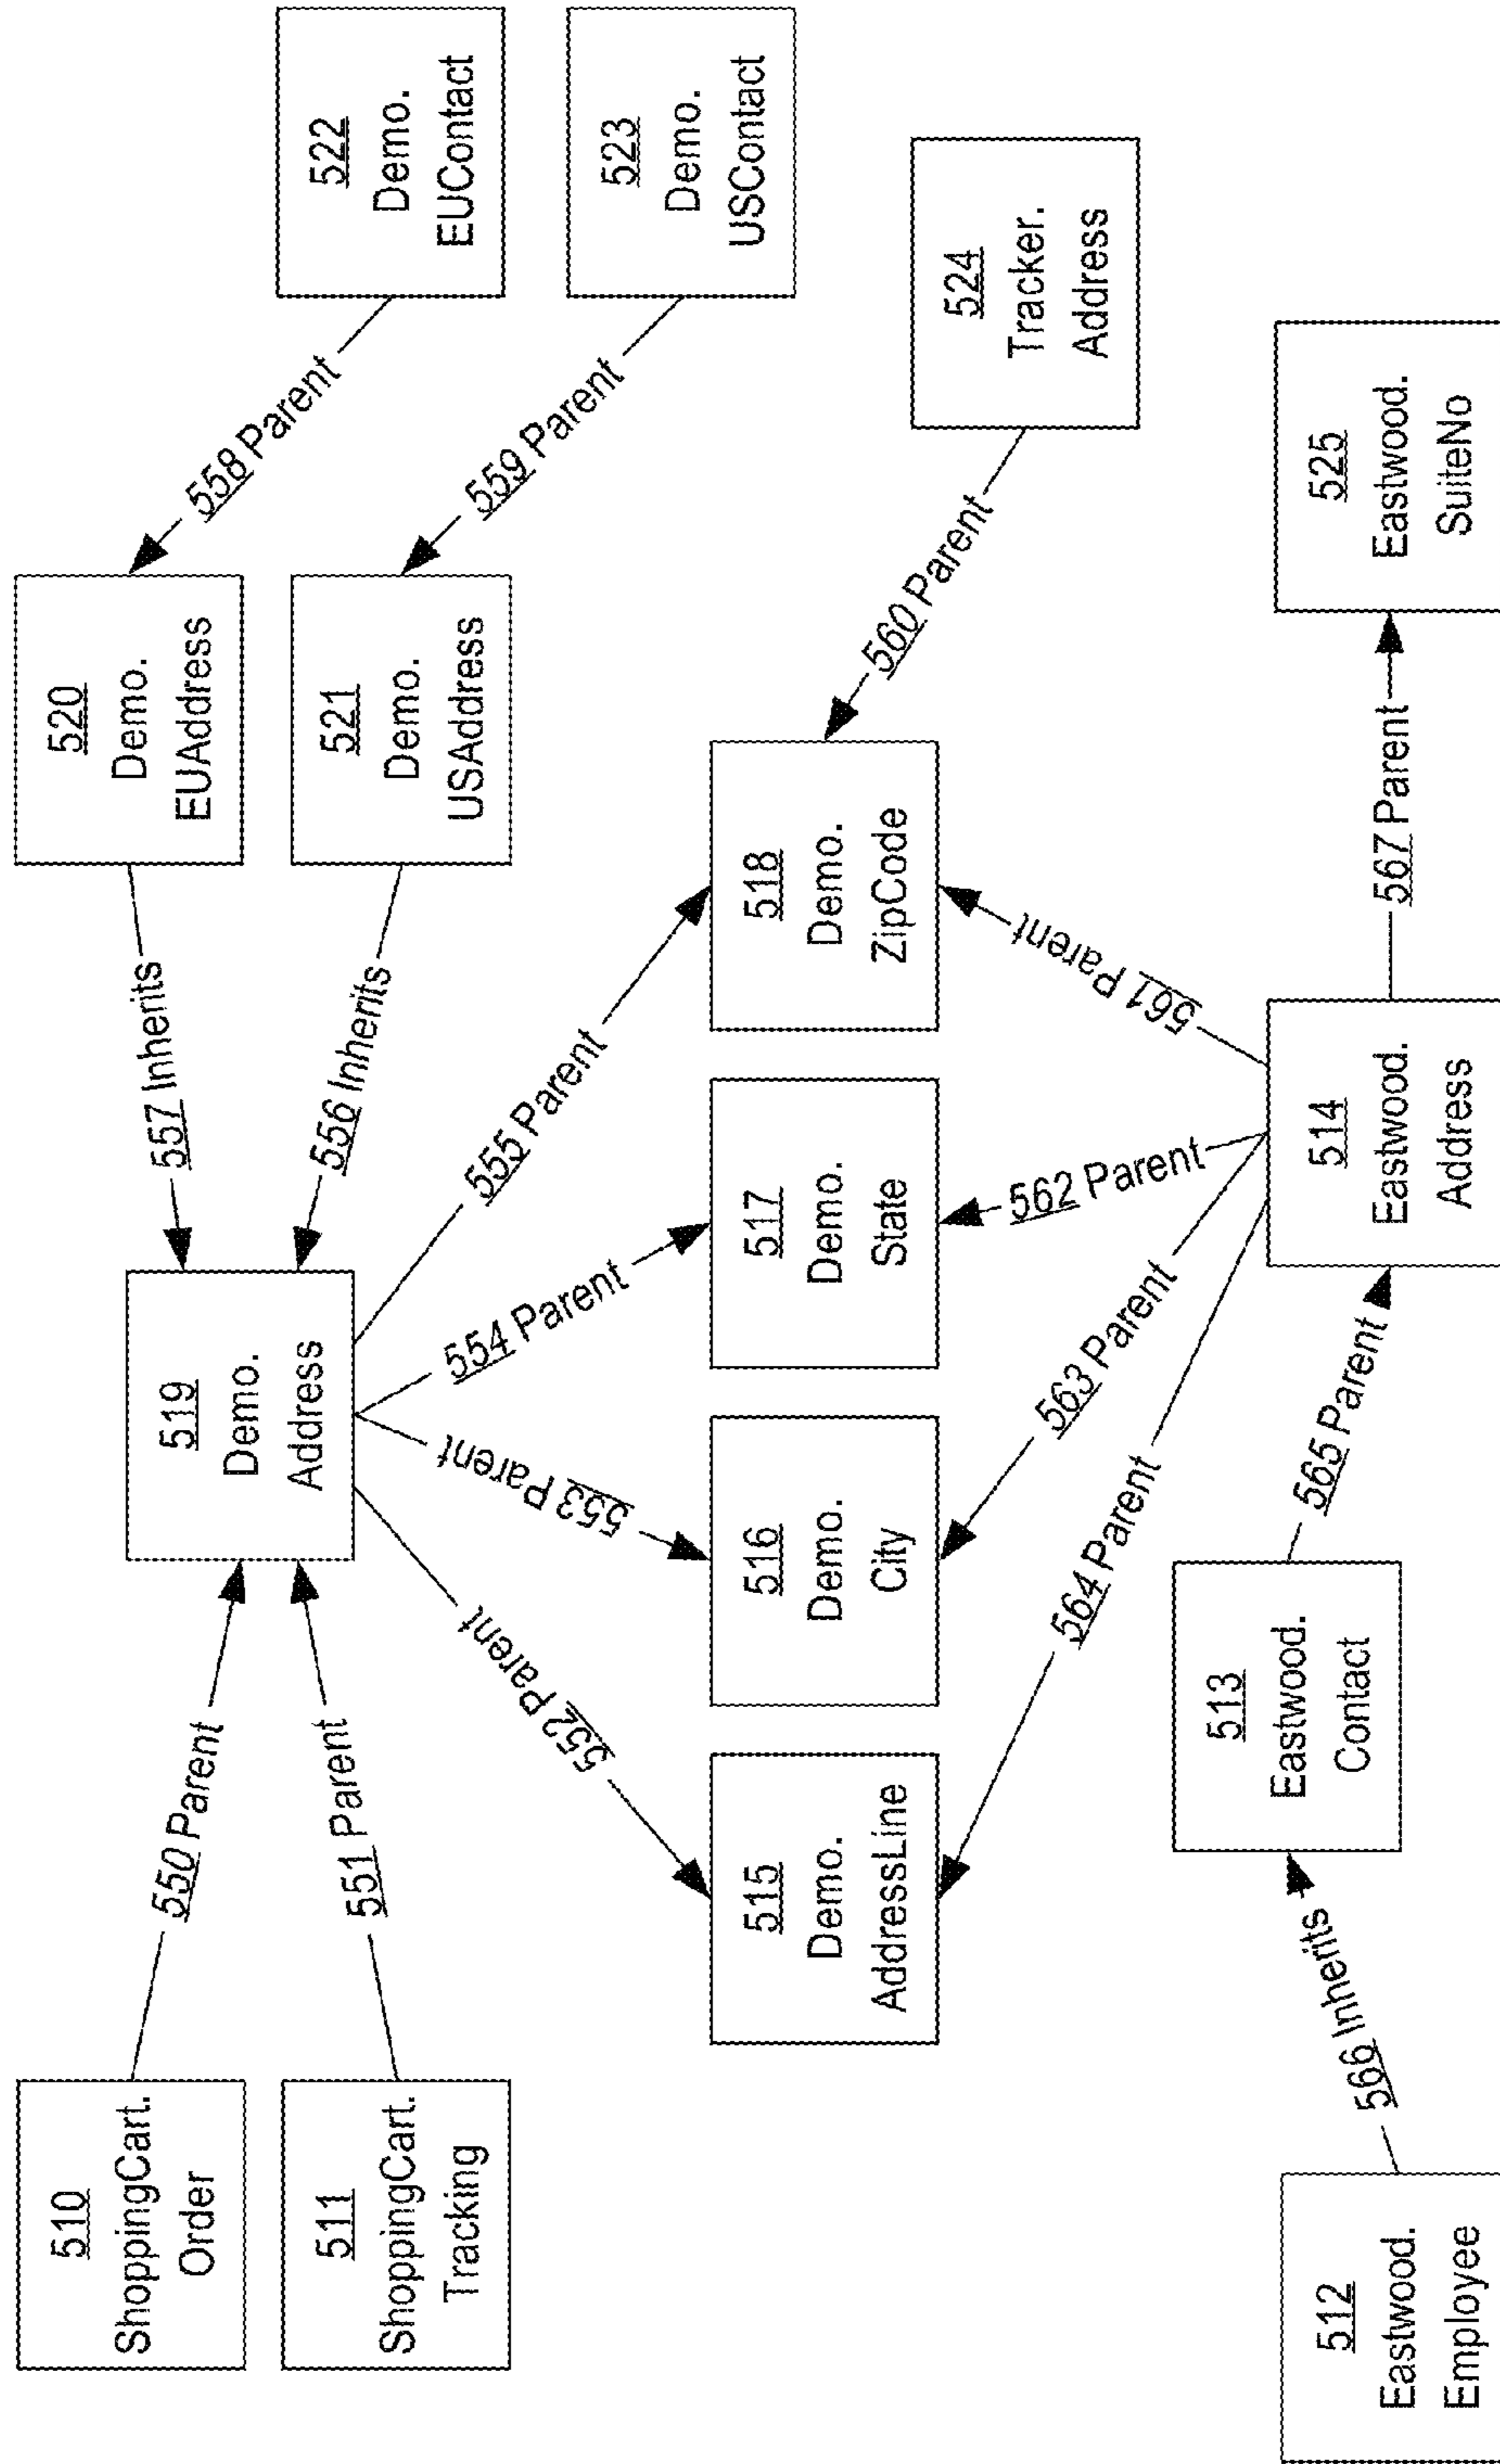 510
ShoppingCart.
Order
511
ShoppingCart.
Tracking
550 Parent
551 Parent
519
Demo.
Address
557 Inherits
556 Inherits
520
Demo.
EUAddress
521
Demo.
USAddress
558 Parent
559 Parent
522
Demo.
EUContact
523
Demo.
USContact
552 Parent
553 Parent
554 Parent
555 Parent
515
Demo.
AddressLine
516
Demo.
City
517
Demo.
State
518
Demo.
ZipCode
560 Parent
524
Tracker.
Address
564 Parent
563 Parent
562 Parent
561 Parent
512
Eastwood.
Employee
566 Inherits
513
Eastwood.
Contact
565 Parent
514
Eastwood.
Address
567 Parent
525
Eastwood.
SuiteNo